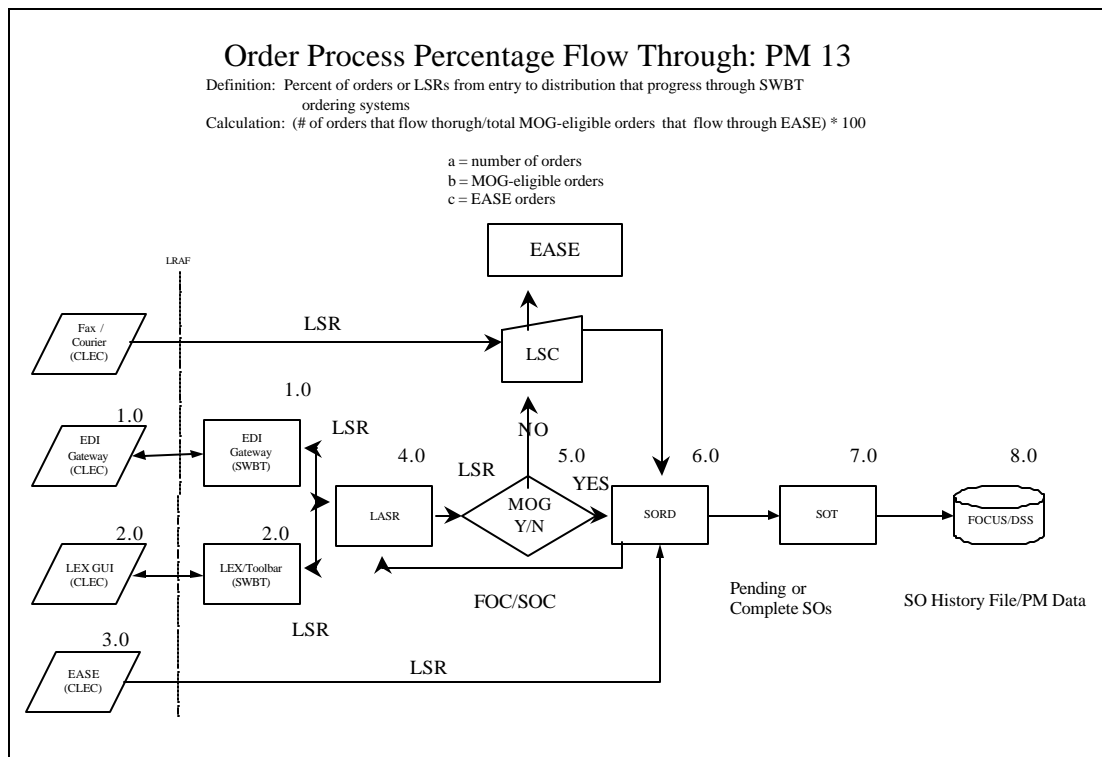 Order Process Percentage Flow Through: PM 13
Definition: Percent of orders or LSRs from entry to distribution that progress through SWBT
ordering systems
Calculation: (# of orders that flow thorugh/total MOG-eligible orders that flow through EASE) * 100
a = number of orders
b = MOG-eligible orders
c = EASE orders
EASE
LRAF
Fax /
Courier
(CLEC)
LSR
LSC
1.0
1.0
EDI
Gateway
(CLEC)
EDI
Gateway
(SWBT)
LSR
NO
4.0
LSR
5.0
YES
6.0
7.0
8.0
LASR
MOG
Y/N
SORD
SOT
FOCUS/DSS
2.0
2.0
LEX GUI
(CLEC)
LEX/Toolbar
(SWBT)
LSR
FOC/SOC
Pending or
Complete SOs
SO History File/PM Data
3.0
EASE
(CLEC)
LSR